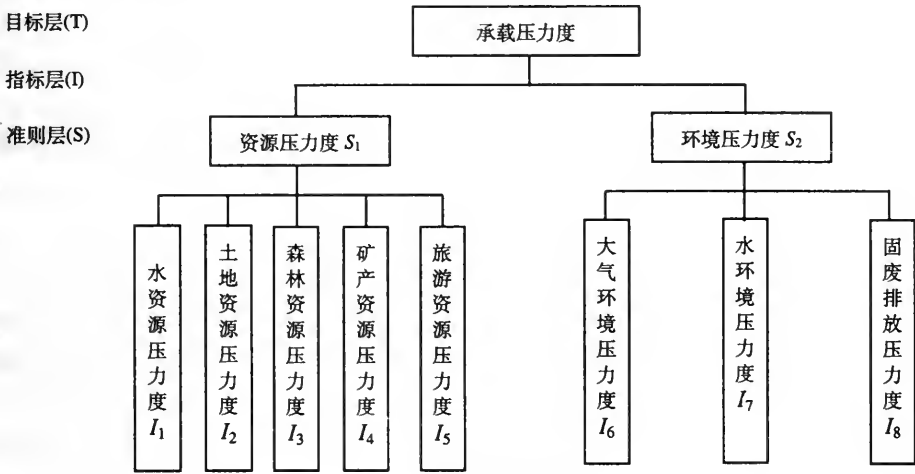 目标层(T)
承载压力度
指标层(I)
准则层(S)
资源压力度 S₁
环境压力度 S₂
水资源压力度 I₁
土地资源压力度 I₂
森林资源压力度 I₃
矿产资源压力度 I₄
旅游资源压力度 I₅
大气环境压力度 I₆
水环境压力度 I₇
固废排放压力度 I₈